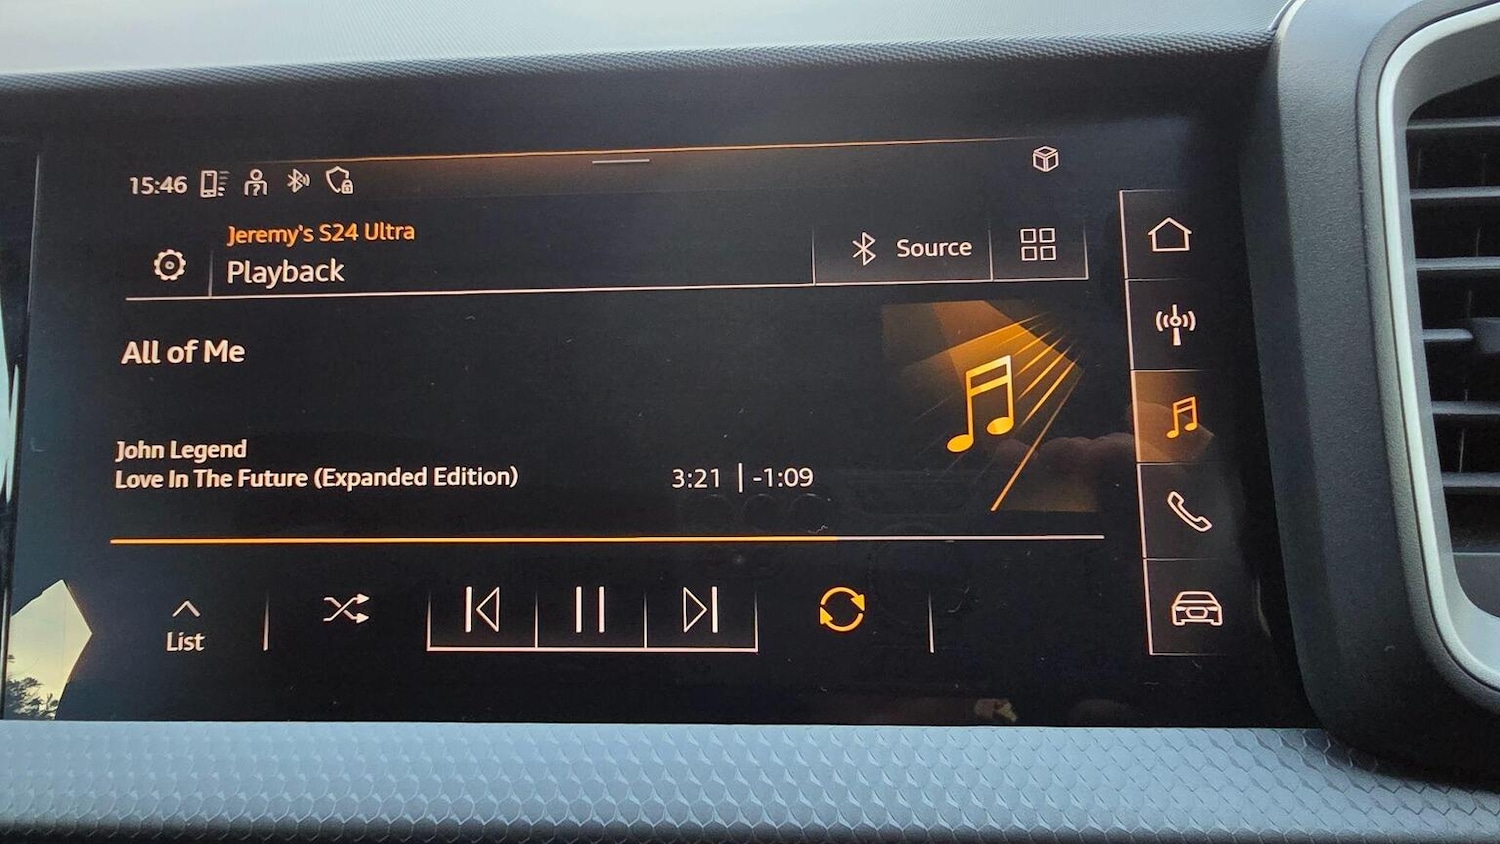 15:46
Jeremy's S24 Ultra
Playback
Source
All of Me
John Legend
Love In The Future (Expanded Edition)
3:21 | -1:09
List